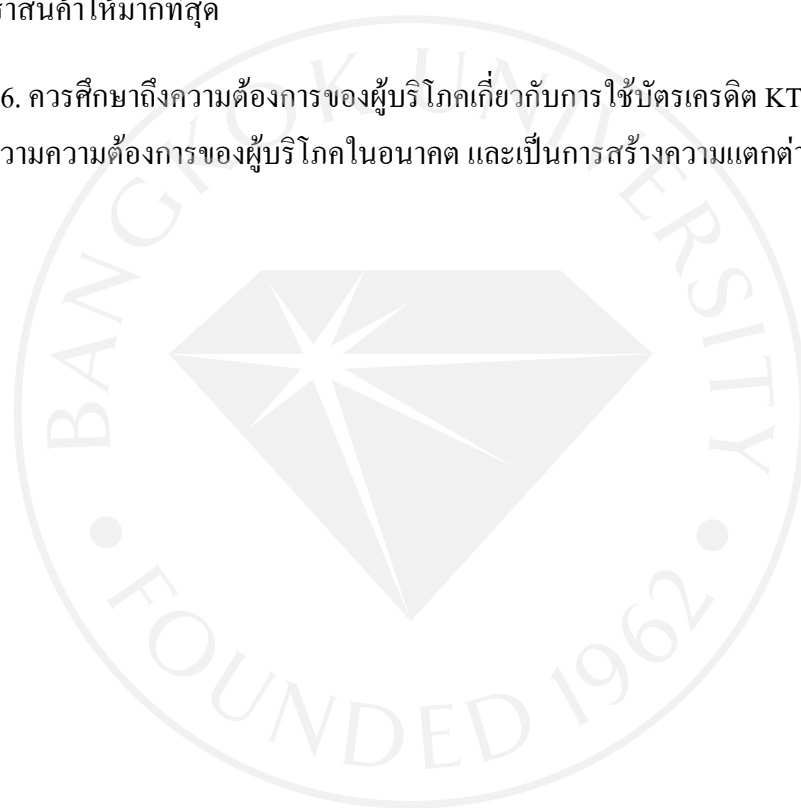 ราสินค้าให้มากที่สุด
6. ควรศึกษาถึงความต้องการของผู้บริโภคเกี่ยวกับการใช้บัตรเครดิต KT
วามความต้องการของผู้บริโภคในอนาคต และเป็นการสร้างความแตกต่า
BANGKOK UNIVERSITY
FOUNDED 1962